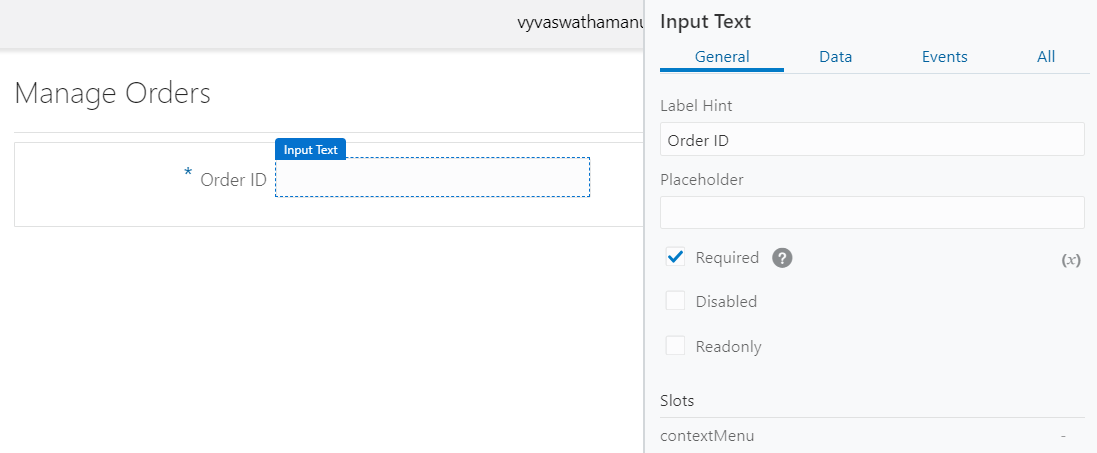 vyvaswathamanu
Manage Orders
Input Text
* Order ID
Input Text
General Data Events All
Label Hint
Order ID
Placeholder
Required ? (x)
Disabled
Readonly
Slots
contextMenu -